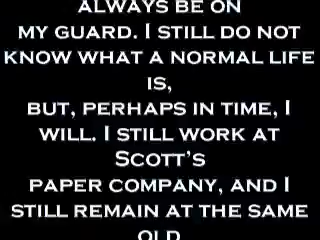 ALWAYS BE ON
MY GUARD. I STILL DO NOT
KNOW WHAT A NORMAL LIFE
IS,
BUT, PERHAPS IN TIME, I
WILL. I STILL WORK AT
SCOTT'S
PAPER COMPANY, AND I
STILL REMAIN AT THE SAME
OLD